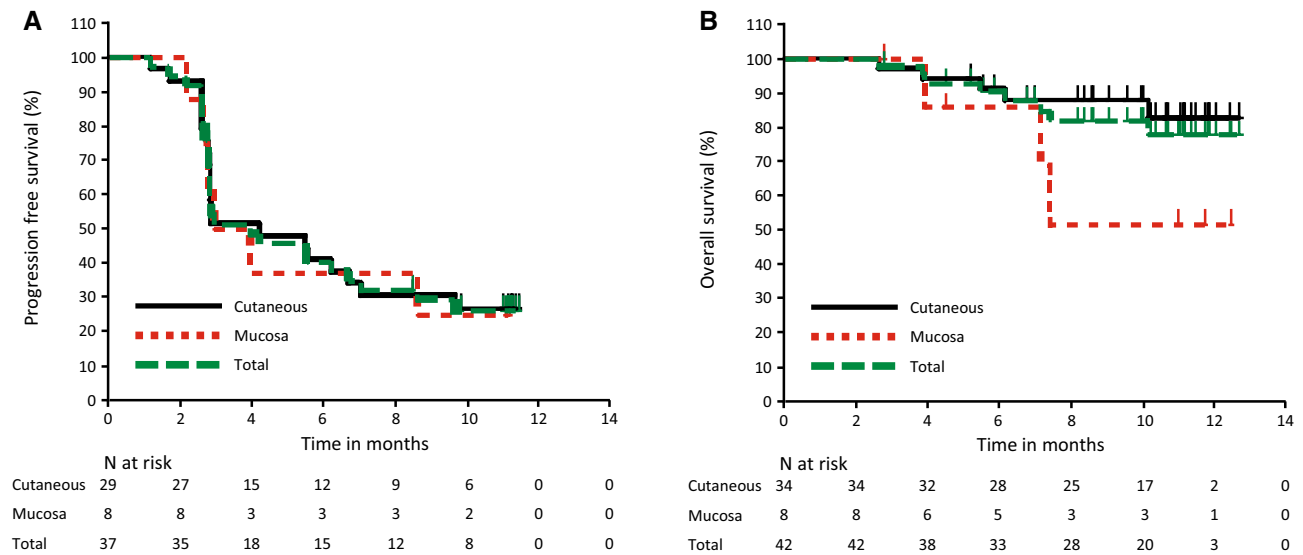 A
Progression free survival (%)
110
100
90
80
70
60
50
40
30
20
10
0
Cutaneous
Mucosa
Total
0 2 4 6 8 10 12 14
Time in months
N at risk
Cutaneous 29 27 15 12 9 6 0 0
Mucosa 8 8 3 3 3 2 0 0
Total 37 35 18 15 12 8 0 0
B
Overall survival (%)
110
100
90
80
70
60
50
40
30
20
10
0
Cutaneous
Mucosa
Total
0 2 4 6 8 10 12 14
Time in months
N at risk
Cutaneous 34 34 32 28 25 17 2 0
Mucosa 8 8 6 5 3 3 1 0
Total 42 42 38 33 28 20 3 0